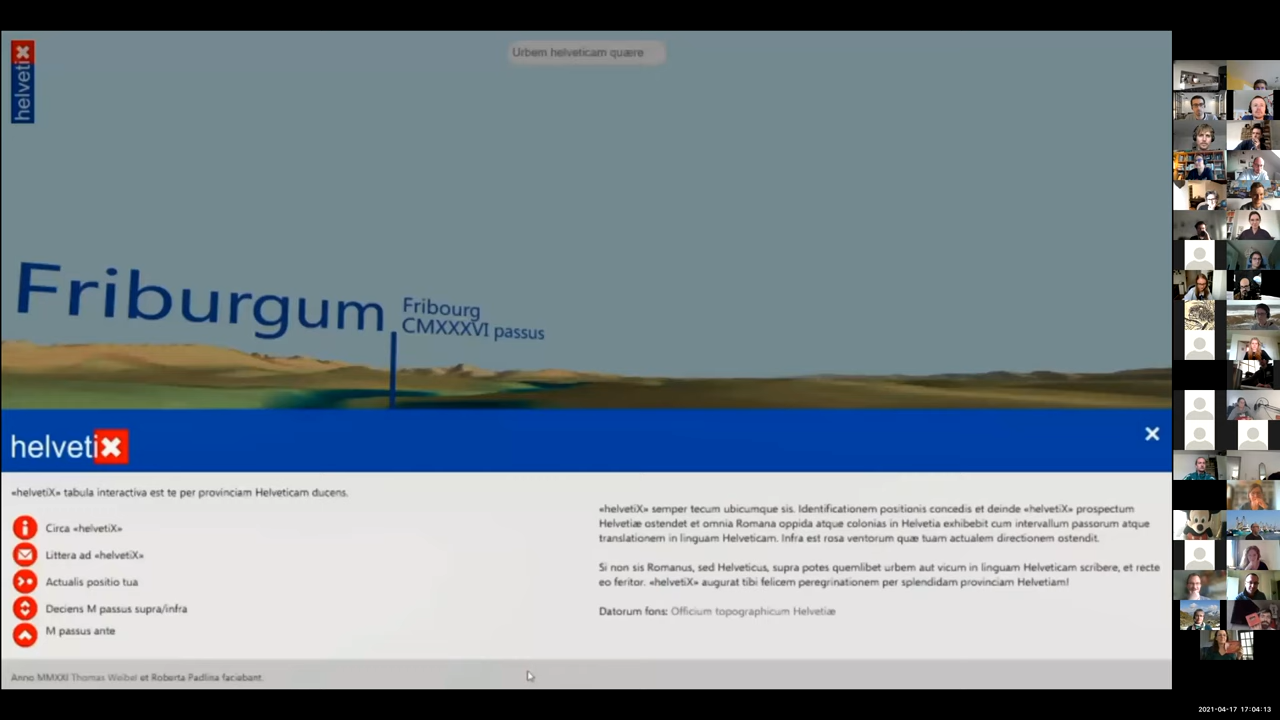 helvetix
Urbem helveticam quære
Friburgum
Fribourg
CMXXXVI passus
helvetix
«helvetiX» tabula interactiva est te per provinciam Helveticam ducens.
Circa «helvetiX»
Littera ad «helvetiX»
Actualis positio tua
Deciens M passus supra/infra
M passus ante
«helvetiX» semper tecum ubicumque sis. Identificationem positionis concedis et deinde «helvetiX» prospectum
Helvetiæ ostendet et omnia Romana oppida atque colonias in Helvetia exhibebit cum intervallum passorum atque
translationem in linguam Helveticam. Infra est rosa ventorum quæ tuam actualem directionem ostendit.
Si non sis Romanus, sed Helveticus, supra potes quemlibet urbem aut vicum in linguam Helveticam scribere, et recte
eo feritor. «helvetiX» augurat tibi felicem peregrinationem per splendidam provinciam Helvetiam!
Datorum fons: Officium topographicum Helvetiæ
Anno MMXXI Thomas Weibel et Roberta Padlina faciebant.
2021-04-17 17:04:13